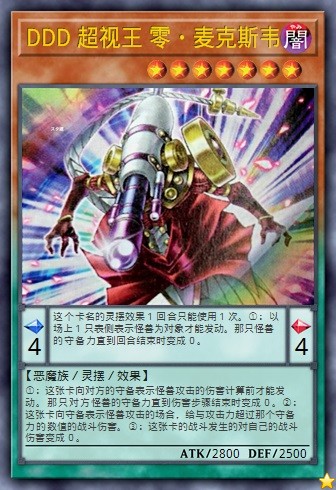 DDD 超视王 零・麦克斯韦
闇
这个卡名的灵摆效果1回合只能使用1次。①：以
场上1只表侧表示怪兽为对象才能发动。那只怪兽
的守备力直到回合结束时变成 0。
4
4
【恶魔族 / 灵摆 / 效果】
①：这张卡向对方的守备表示怪兽攻击的伤害计算前才能发
动。那只对方怪兽的守备力直到伤害步骤结束时变成 0。②：
这张卡向守备表示怪兽攻击的场合，给与攻击力超过那个守备
力的数值的战斗伤害。③：这张卡的战斗发生的对自己的战斗
伤害变成 0。
ATK/2800 DEF/2500